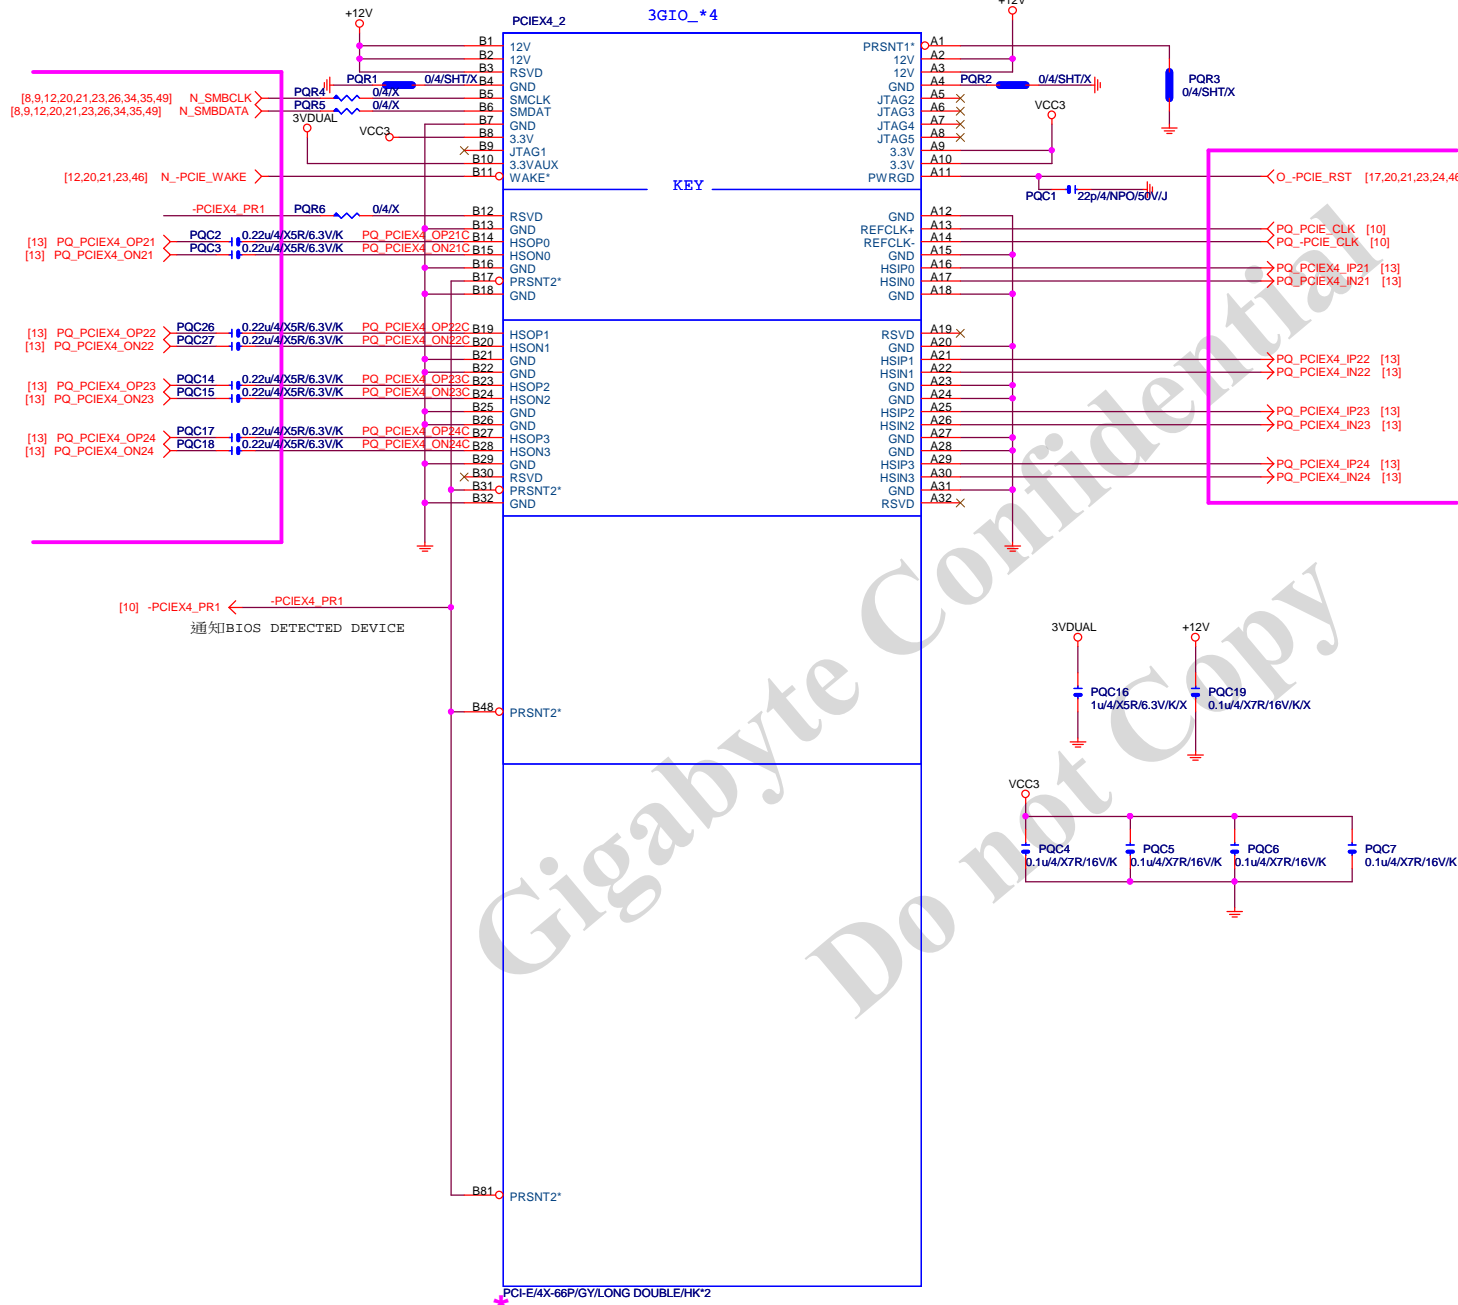 +12V
PCIEX4_2
3GIO_*4
+12V
B1 12V
B2 12V
B3 RSVD
PQR1 0/4/SHT/X B4 GND
[8,9,12,20,21,23,26,34,35,49] N_SMBCLK PQR4 0/4/X B5 SMCLK
[8,9,12,20,21,23,26,34,35,49] N_SMBDATA PQR5 0/4/X B6 SMDAT
3VDUAL
B7 GND
VCC3 B8 3.3V
B9 JTAG1
B10 3.3VAUX
[12,20,21,23,46] N_-PCIE_WAKE B11 WAKE*
KEY
-PCIEX4_PR1 PQR6 0/4/X B12 RSVD
B13 GND
[13] PQ_PCIEX4_OP21 PQC2 0.22u/4/X5R/6.3V/K PQ_PCIEX4_OP21C B14 HSOP0
[13] PQ_PCIEX4_ON21 PQC3 0.22u/4/X5R/6.3V/K PQ_PCIEX4_ON21C B15 HSON0
B16 GND
B17 PRSNT2*
B18 GND
[13] PQ_PCIEX4_OP22 PQC26 0.22u/4/X5R/6.3V/K PQ_PCIEX4_OP22C B19 HSOP1
[13] PQ_PCIEX4_ON22 PQC27 0.22u/4/X5R/6.3V/K PQ_PCIEX4_ON22C B20 HSON1
B21 GND
B22 GND
[13] PQ_PCIEX4_OP23 PQC14 0.22u/4/X5R/6.3V/K PQ_PCIEX4_OP23C B23 HSOP2
[13] PQ_PCIEX4_ON23 PQC15 0.22u/4/X5R/6.3V/K PQ_PCIEX4_ON23C B24 HSON2
B25 GND
B26 GND
[13] PQ_PCIEX4_OP24 PQC17 0.22u/4/X5R/6.3V/K PQ_PCIEX4_OP24C B27 HSOP3
[13] PQ_PCIEX4_ON24 PQC18 0.22u/4/X5R/6.3V/K PQ_PCIEX4_ON24C B28 HSON3
B29 GND
B30 RSVD
B31 PRSNT2*
B32 GND
[10] -PCIEX4_PR1 -PCIEX4_PR1
通知BIOS DETECTED DEVICE
B48 PRSNT2*
B81 PRSNT2*
PCI-E/4X-66P/GY/LONG DOUBLE/HK*2
PRSNT1* A1
12V A2
12V A3
GND A4 PQR2 0/4/SHT/X
PQR3
0/4/SHT/X
JTAG2 A5
JTAG3 A6
JTAG4 A7
JTAG5 A8
VCC3
3.3V A9
3.3V A10
PWRGD A11 O_-PCIE_RST [17,20,21,23,24,46
PQC1 22p/4/NPO/50V/J
GND A12
REFCLK+ A13 PQ_PCIE_CLK [10]
REFCLK- A14 PQ_-PCIE_CLK [10]
GND A15
HSIP0 A16 PQ_PCIEX4_IP21 [13]
HSIN0 A17 PQ_PCIEX4_IN21 [13]
GND A18
RSVD A19
GND A20
HSIP1 A21 PQ_PCIEX4_IP22 [13]
HSIN1 A22 PQ_PCIEX4_IN22 [13]
GND A23
GND A24
HSIP2 A25 PQ_PCIEX4_IP23 [13]
HSIN2 A26 PQ_PCIEX4_IN23 [13]
GND A27
GND A28
HSIP3 A29 PQ_PCIEX4_IP24 [13]
HSIN3 A30 PQ_PCIEX4_IN24 [13]
GND A31
RSVD A32
3VDUAL
PQC16
1u/4/X5R/6.3V/K/X
+12V
PQC19
0.1u/4/X7R/16V/K/X
VCC3
PQC4
0.1u/4/X7R/16V/K
PQC5
0.1u/4/X7R/16V/K
PQC6
0.1u/4/X7R/16V/K
PQC7
0.1u/4/X7R/16V/K
Gigabyte Confidential
Do not Copy